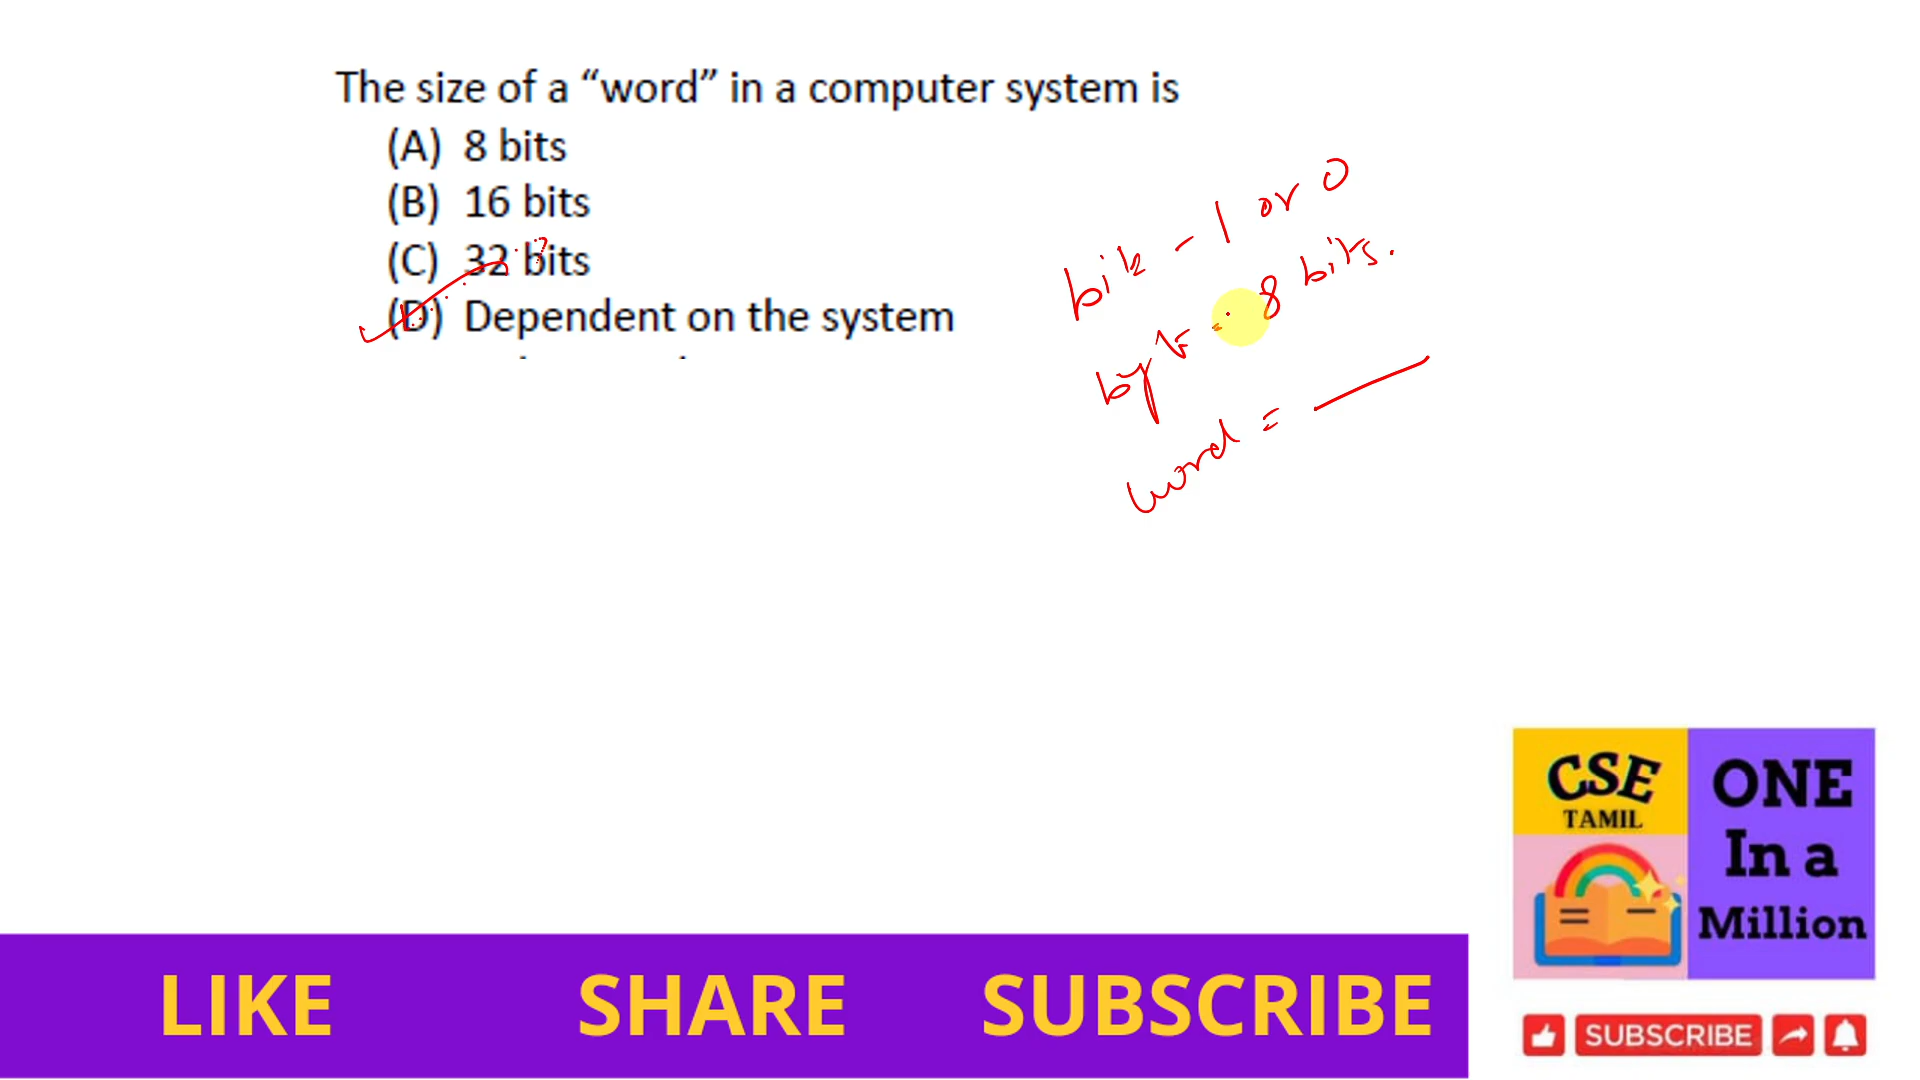 The size of a “word” in a computer system is
(A) 8 bits
(B) 16 bits
(C) 32 bits
(D) Dependent on the system
bit - 1 or 0
byte = 8 bits.
word =
CSE
TAMIL
ONE
In a
Million
LIKE SHARE SUBSCRIBE
SUBSCRIBE